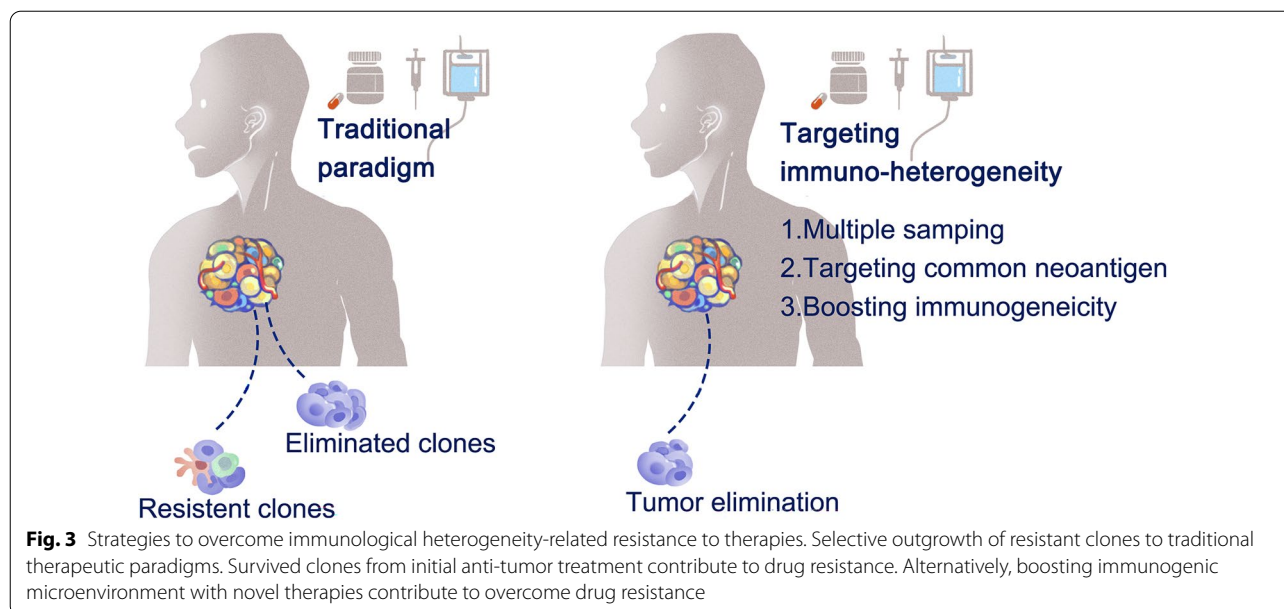 Traditional
paradigm
Eliminated clones
Resistent clones
Targeting
immuno-heterogeneity
1.Multiple samping
2.Targeting common neoantigen
3.Boosting immunogeneicity
Tumor elimination
Fig. 3 Strategies to overcome immunological heterogeneity-related resistance to therapies. Selective outgrowth of resistant clones to traditional
therapeutic paradigms. Survived clones from initial anti-tumor treatment contribute to drug resistance. Alternatively, boosting immunogenic
microenvironment with novel therapies contribute to overcome drug resistance